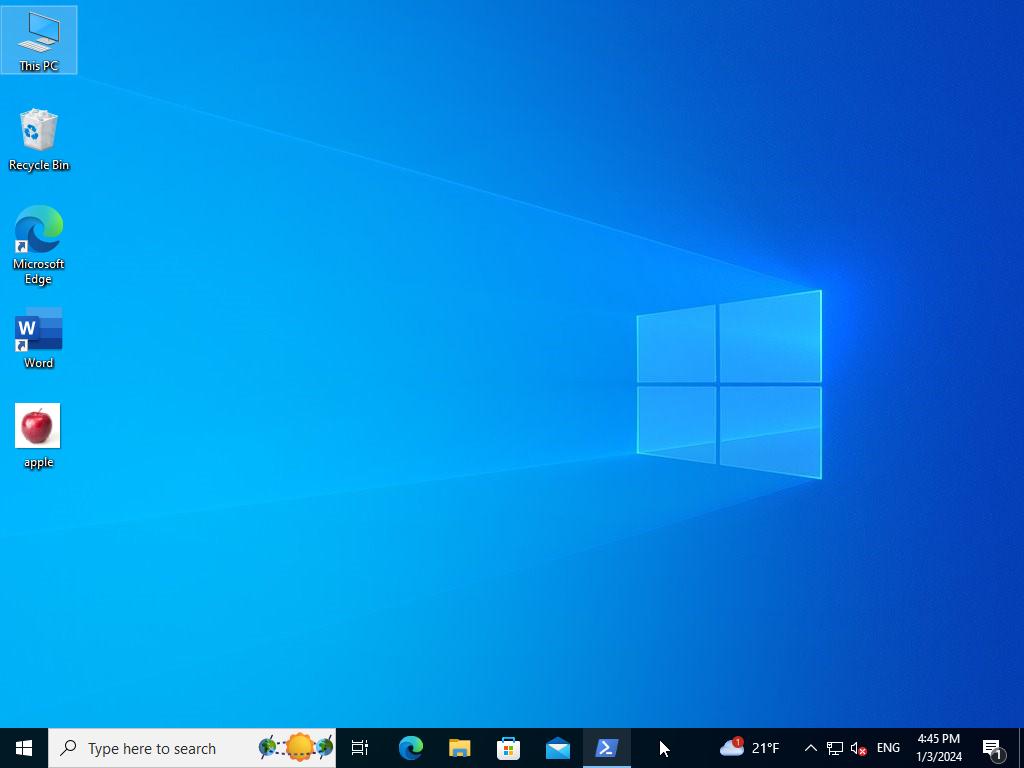 This PC
Recycle Bin
Microsoft
Edge
W
Word
apple
Type here to search
1
21°F
ENG
4:45 PM
1/3/2024
1